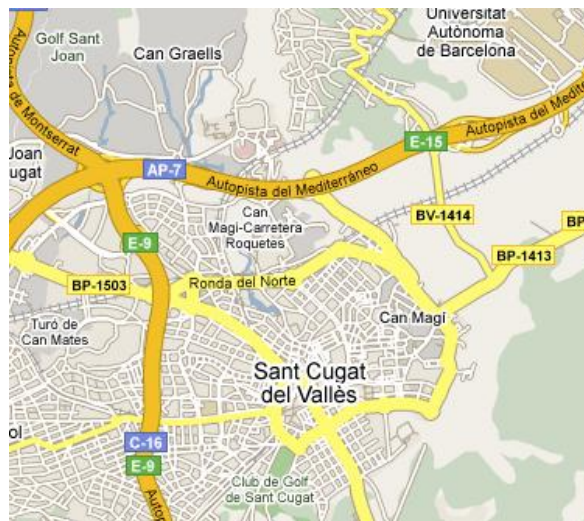 Universitat
Autònoma
de Barcelona
Golf Sant
Joan
Can Graells
Autopista de Montserrat
E-15
Autopista del Mediterráneo
Joan
ugat
AP-7
Autopista del Mediterráneo
Can
Magi-Carretera
Roquetes
BV-1414
E-9
BP
BP-1413
BP-1503
Ronda del Norte
Turó de
Can Mates
Can Magí
Sant Cugat
del Vallès
ol
C-16
E-9
Club de Golf
de Sant Cugat
Autop